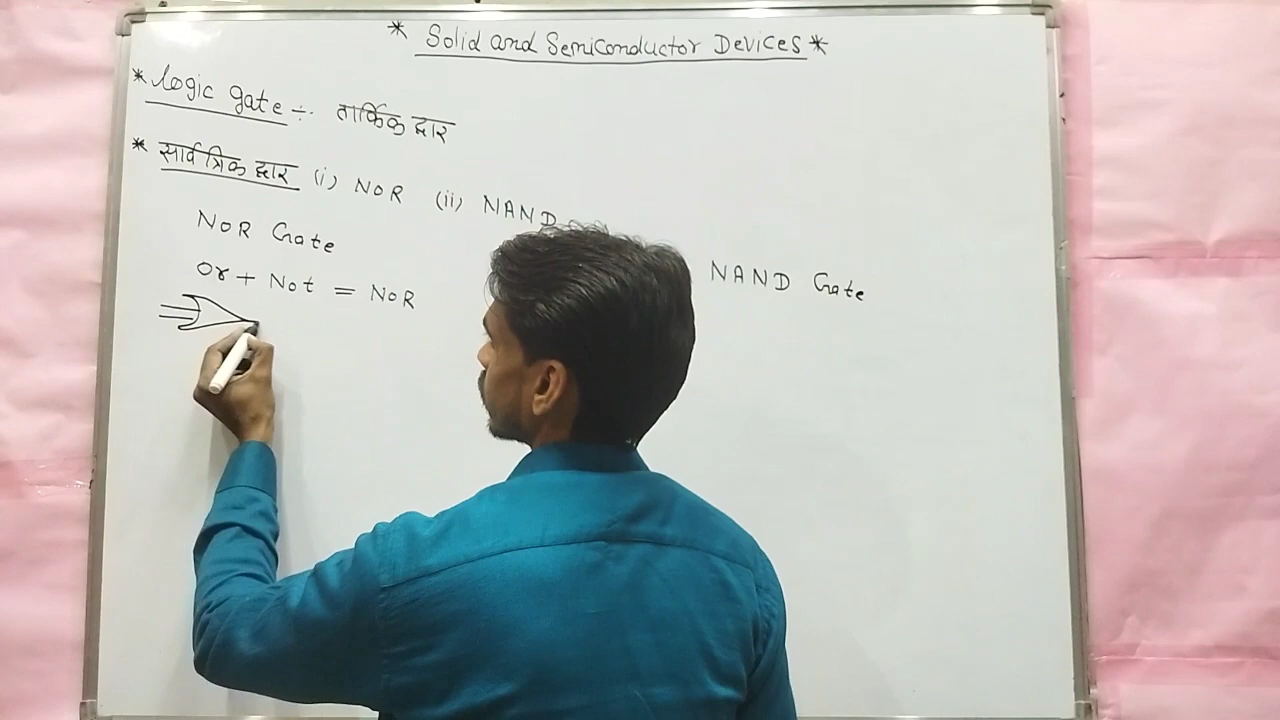 * Solid and Semiconductor Devices *
* Logic gate ÷ तार्किक द्वार
* सार्वत्रिक द्वार (i) NOR (ii) NAND
NOR Gate
NAND Gate
Or + Not = NOR